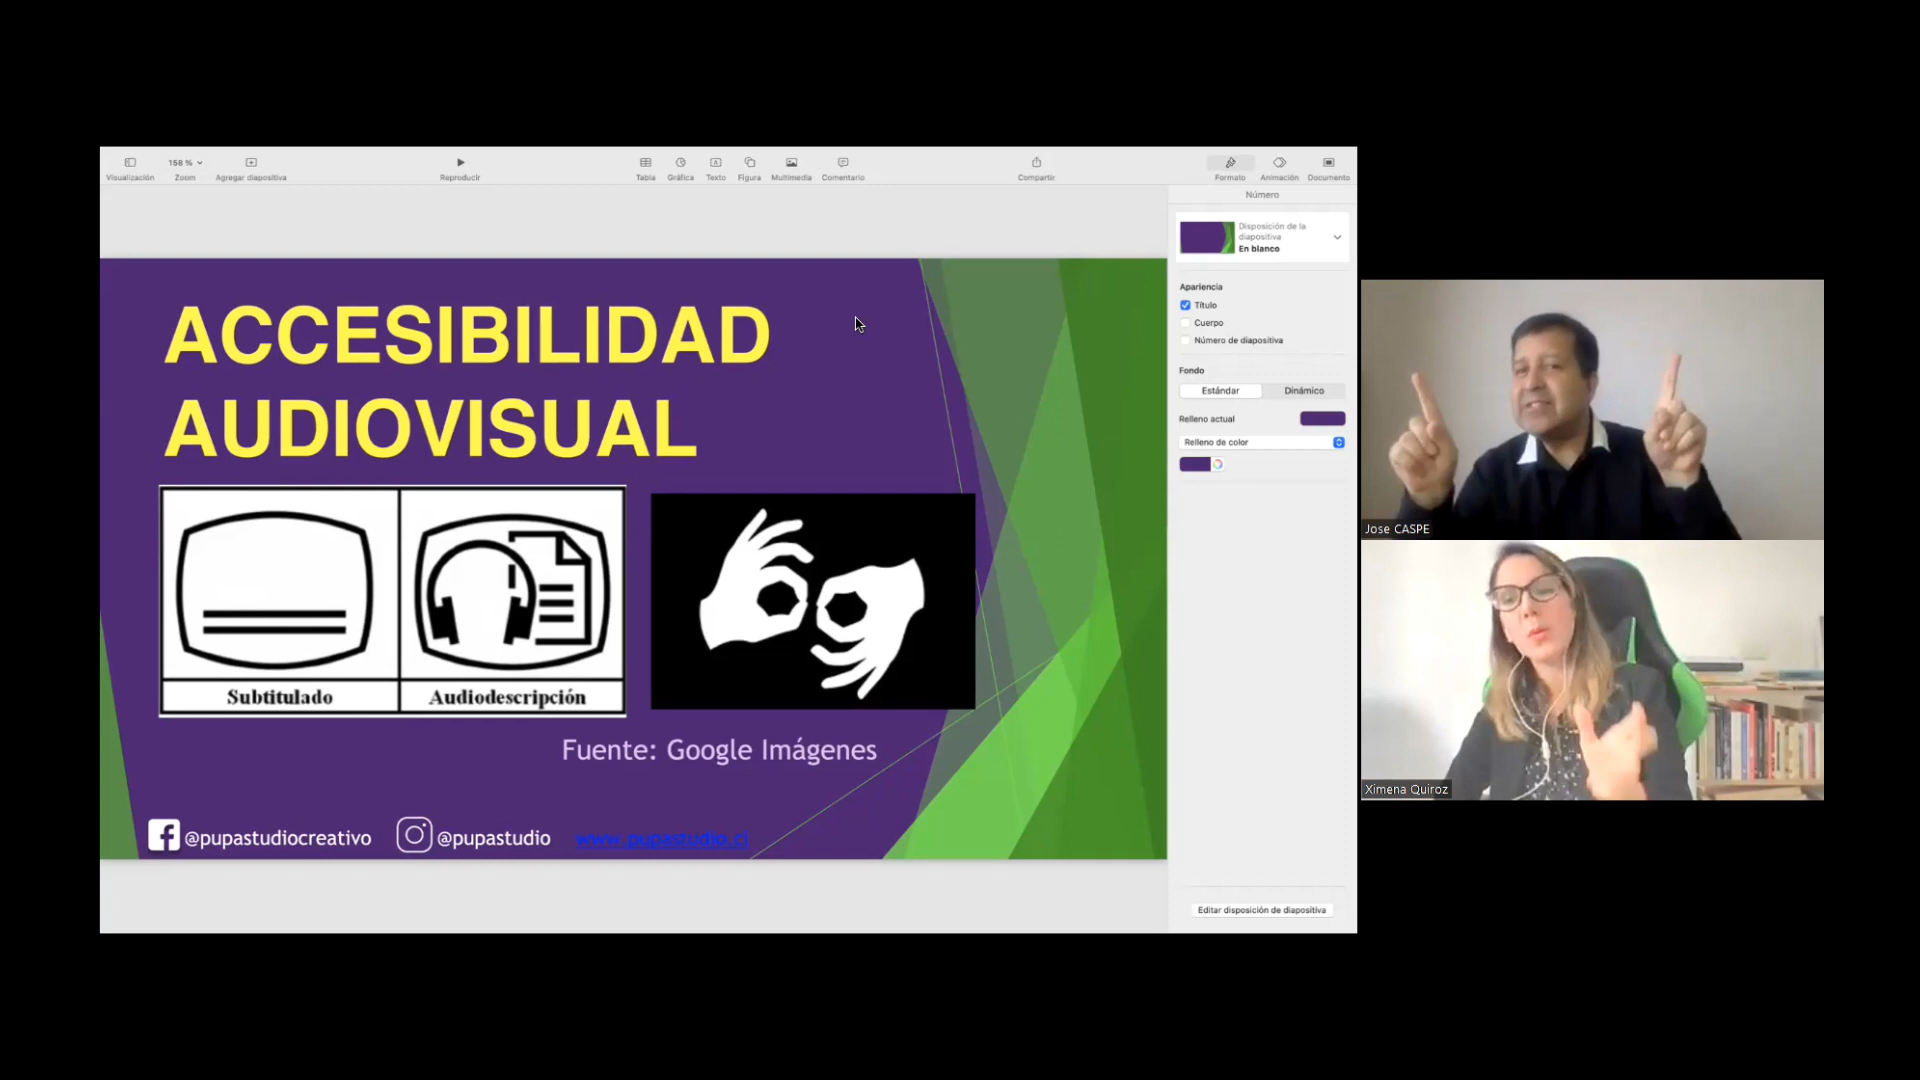 Visualización
158 %
Zoom
Agregar diapositiva
Reproducir
Tabla
Gráfica
Texto
Figura
Multimedia
Comentario
Compartir
Formato
Animación
Documento
Número
Disposición de la
diapositiva
En blanco
Apariencia
Título
Cuerpo
Número de diapositiva
Fondo
Estándar
Dinámico
Relleno actual
Relleno de color
Editar disposición de diapositiva
ACCESIBILIDAD
AUDIOVISUAL
Subtitulado
Audiodescripción
Fuente: Google Imágenes
@pupastudiocreativo
@pupastudio
www.pupastudio.cl
Jose CASPE
Ximena Quiroz